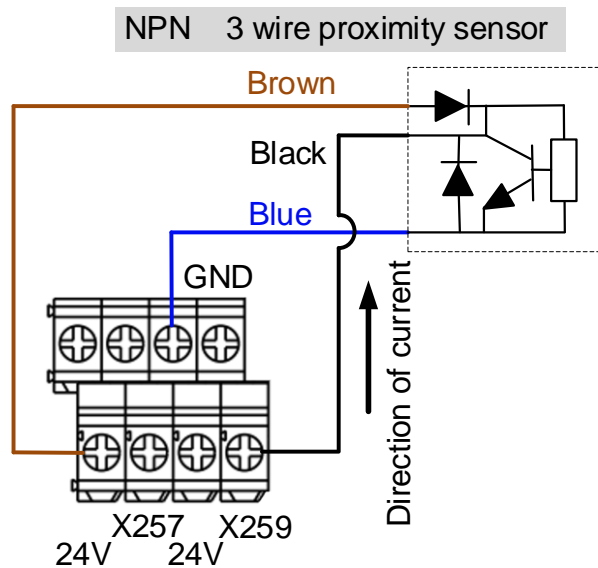 NPN 3 wire proximity sensor
Brown
Black
Blue
GND
Direction of current
X257 X259
24V 24V